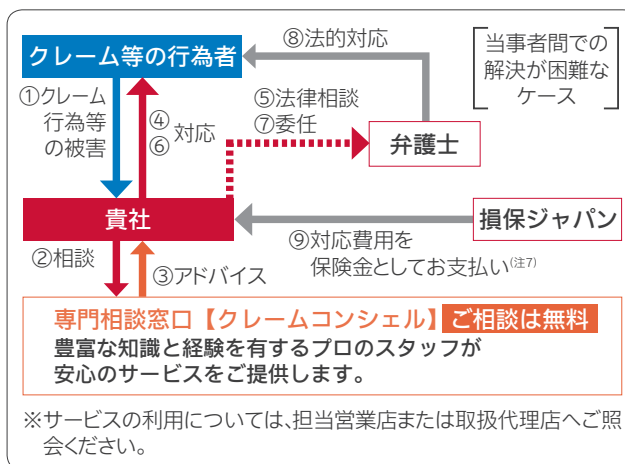 ⑧法的対応
クレーム等の行為者
当事者間での
解決が困難な
ケース
①クレーム
行為等
の被害
④
⑥
対応
⑤法律相談
⑦委任
弁護士
貴社
損保ジャパン
②相談
③アドバイス
⑨対応費用を
保険金としてお支払い(注7)
専門相談窓口【クレームコンシェル】 ご相談は無料
豊富な知識と経験を有するプロのスタッフが
安心のサービスをご提供します。
※サービスの利用については、担当営業店または取扱代理店へご照
会ください。